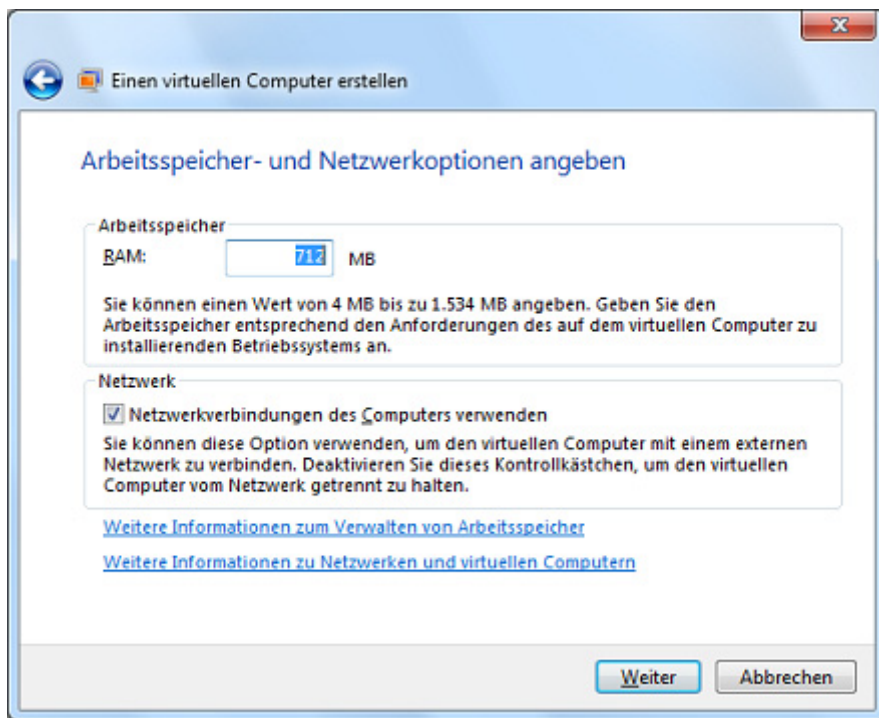 Einen virtuellen Computer erstellen
Arbeitsspeicher- und Netzwerkoptionen angeben
Arbeitsspeicher
RAM: 712 MB
Sie können einen Wert von 4 MB bis zu 1.534 MB angeben. Geben Sie den
Arbeitsspeicher entsprechend den Anforderungen des auf dem virtuellen Computer zu
installierenden Betriebssystems an.
Netzwerk
Netzwerkverbindungen des Computers verwenden
Sie können diese Option verwenden, um den virtuellen Computer mit einem externen
Netzwerk zu verbinden. Deaktivieren Sie dieses Kontrollkästchen, um den virtuellen
Computer vom Netzwerk getrennt zu halten.
Weitere Informationen zum Verwalten von Arbeitsspeicher
Weitere Informationen zu Netzwerken und virtuellen Computern
Weiter Abbrechen